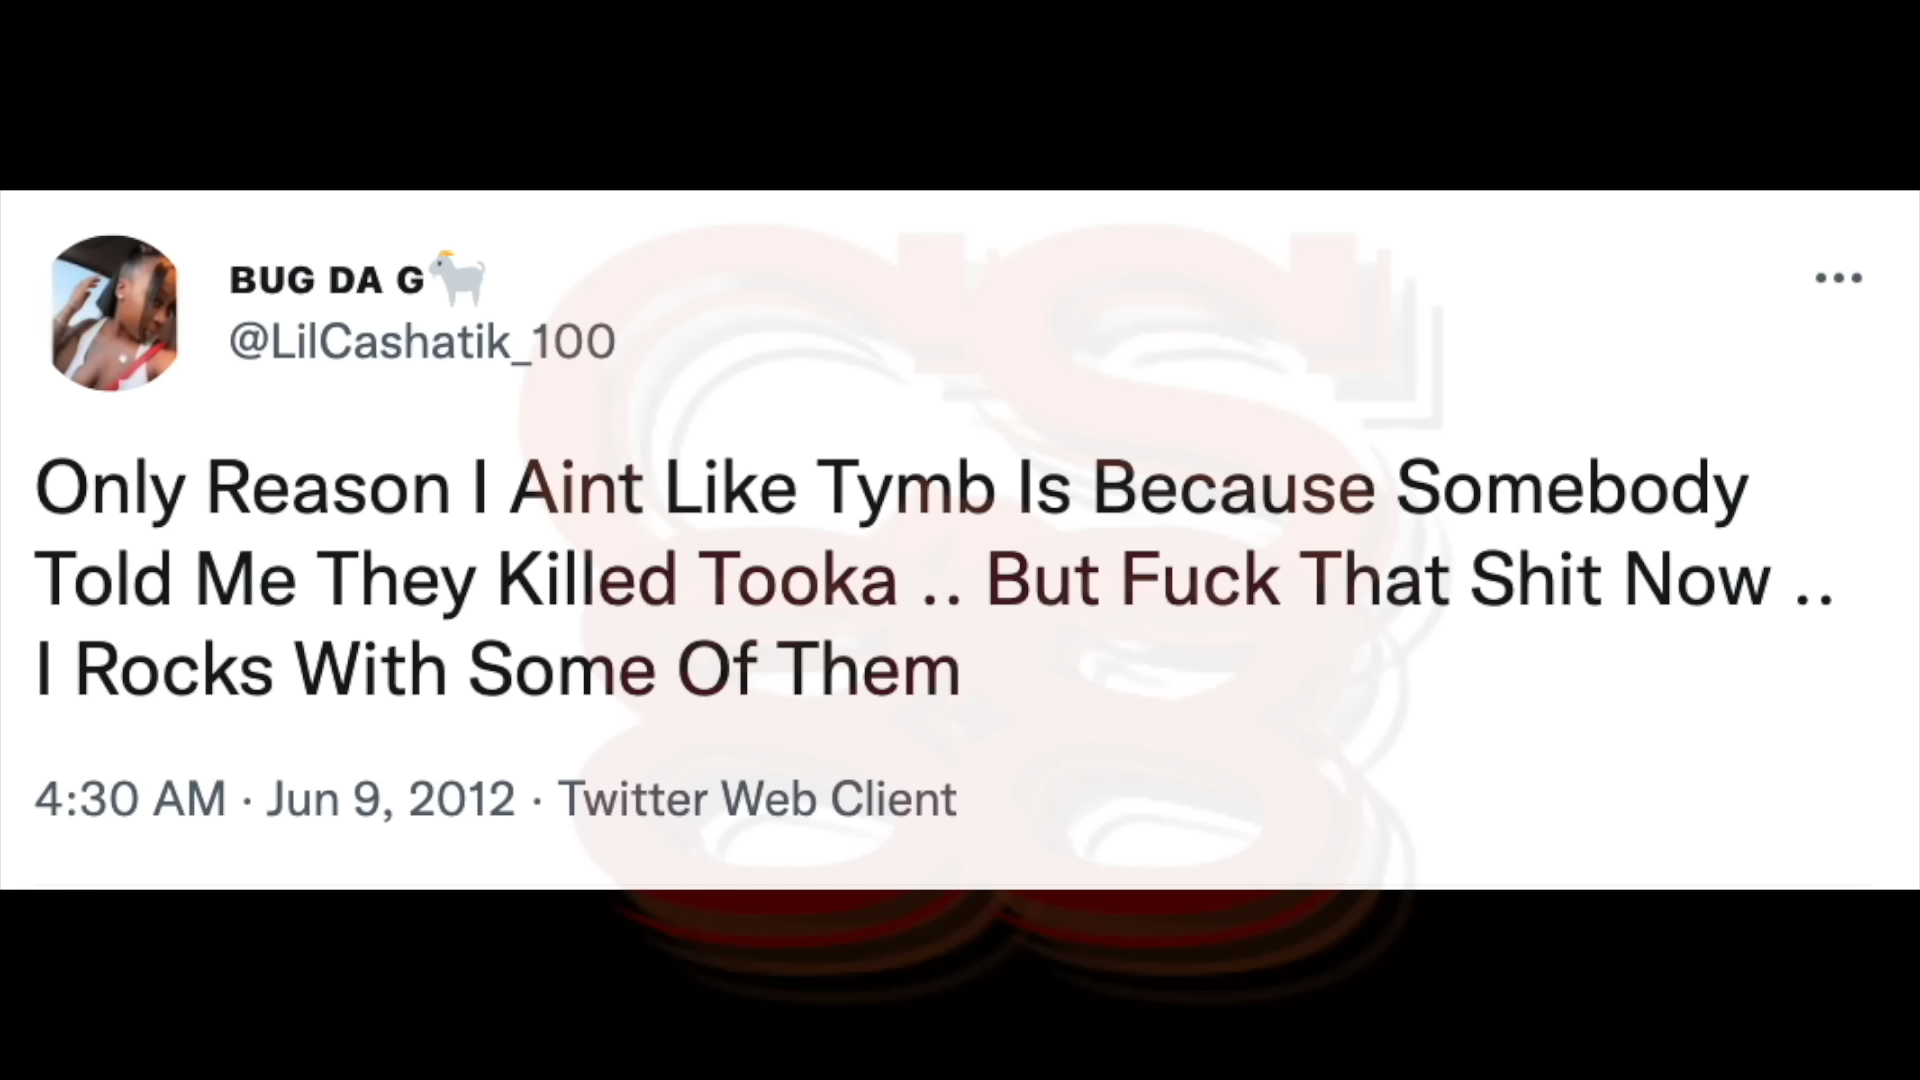 BUG DA G🐐
@LilCashatik_100
Only Reason I Aint Like Tymb Is Because Somebody
Told Me They Killed Tooka .. But Fuck That Shit Now ..
I Rocks With Some Of Them
4:30 AM · Jun 9, 2012 · Twitter Web Client